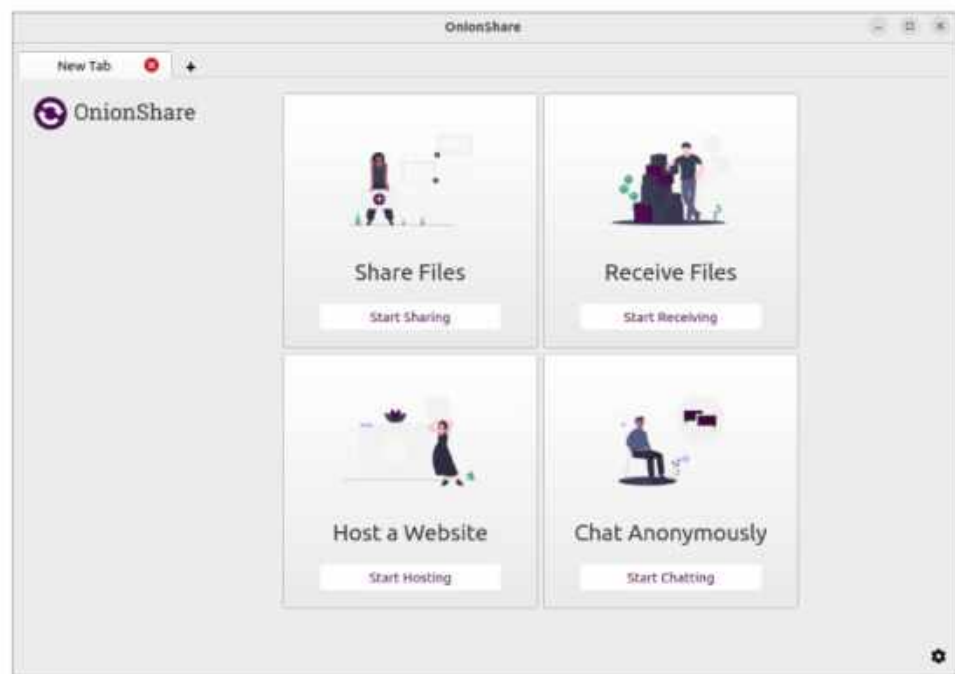 OnionShare
New Tab
OnionShare
Share Files
Receive Files
Start Sharing
Start Receiving
Host a Website
Chat Anonymously
Start Hosting
Start Chatting